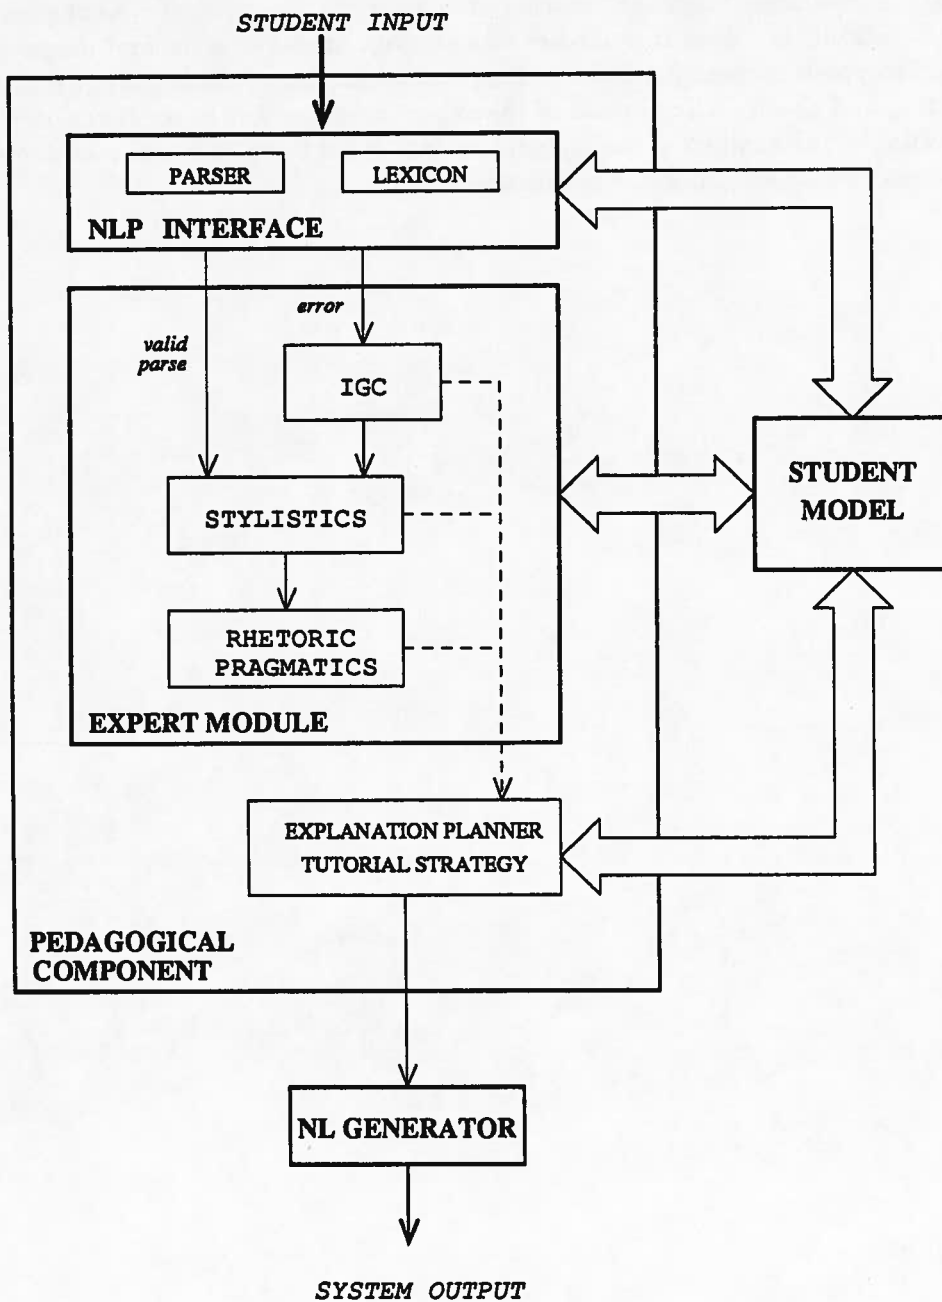 STUDENT INPUT
PARSER
LEXICON
NLP INTERFACE
error
valid
parse
IGC
STYLISTICS
STUDENT
MODEL
RHETORIC
PRAGMATICS
EXPERT MODULE
EXPLANATION PLANNER
TUTORIAL STRATEGY
PEDAGOGICAL
COMPONENT
NL GENERATOR
SYSTEM OUTPUT